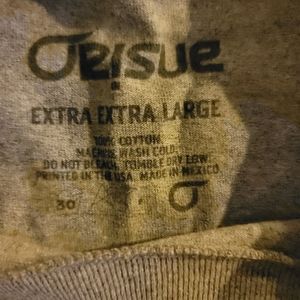 Orisue
EXTRA EXTRA LARGE
100% COTTON
MACHINE WASH COLD
DO NOT BLEACH. TUMBLE DRY LOW.
PRINTED IN THE USA. MADE IN MEXICO.
30